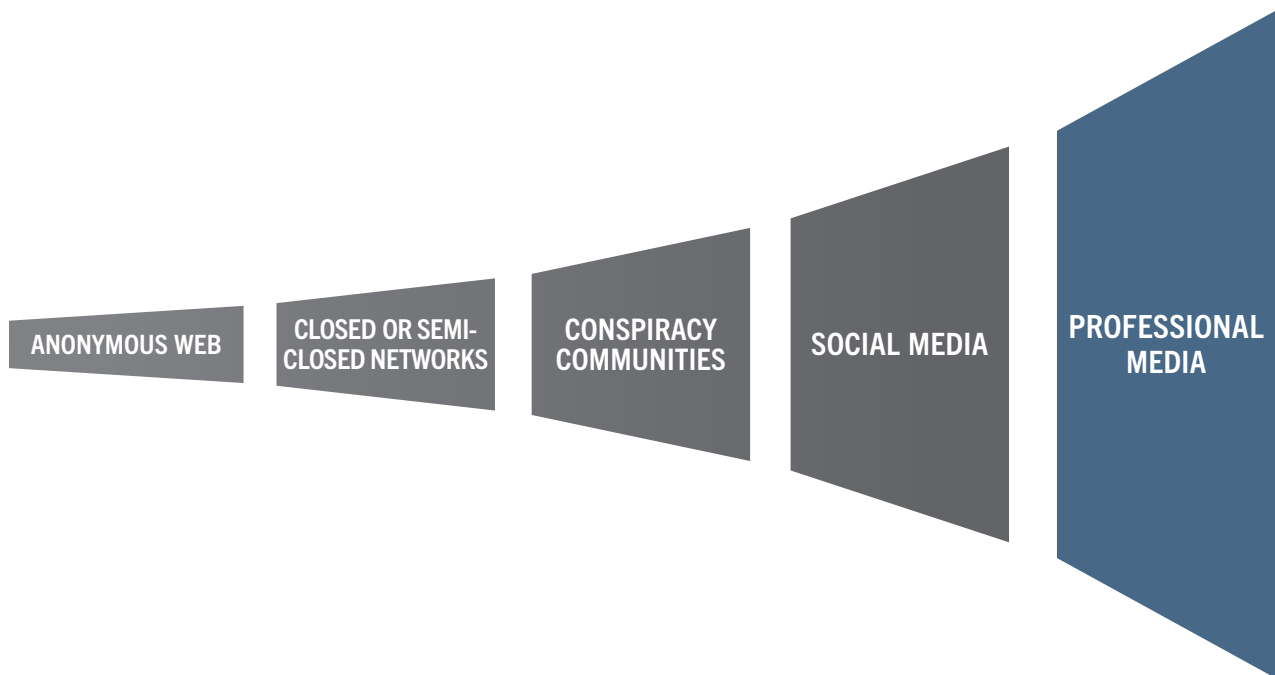 ANONYMOUS WEB
CLOSED OR SEMI-
CLOSED NETWORKS
CONSPIRACY
COMMUNITIES
SOCIAL MEDIA
PROFESSIONAL
MEDIA